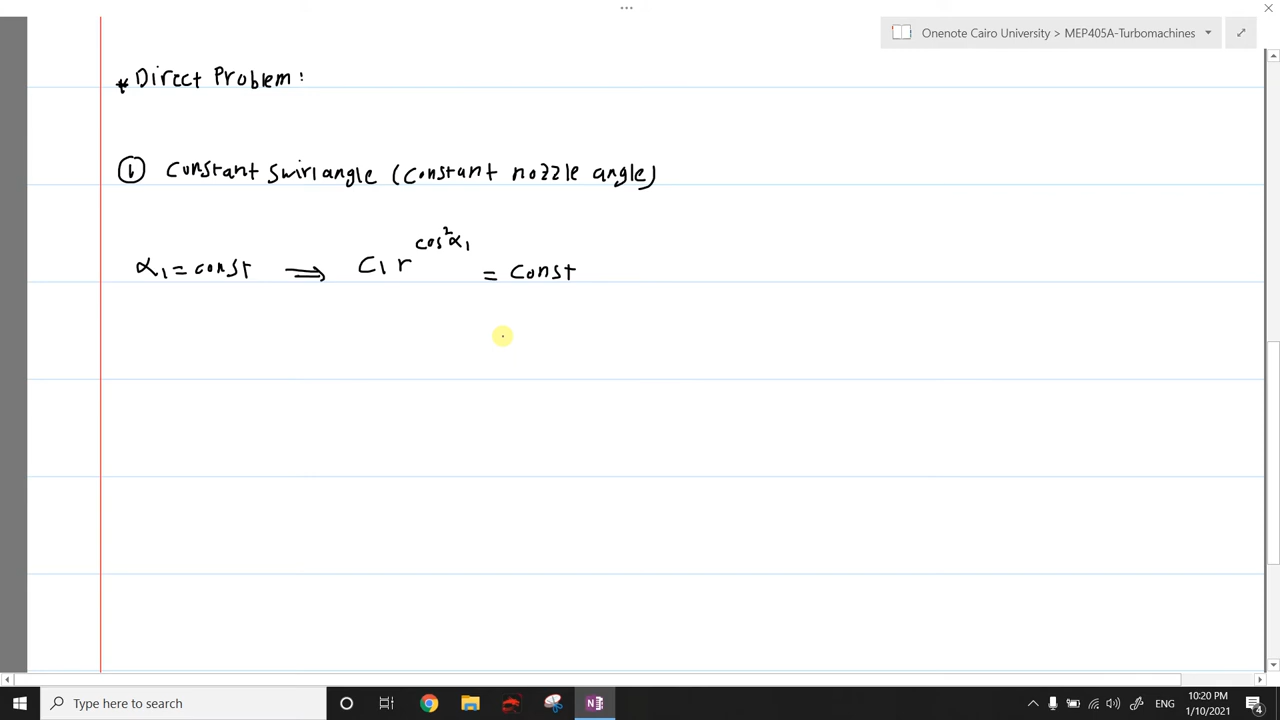 Onenote Cairo University > MEP405A-Turbomachines
* Direct Problem:
① Constant Swirl angle (Constant nozzle angle)
α₁ = const ⇒ C₁ r^cos²α₁ = Const
Type here to search
ENG
10:20 PM
1/10/2021
4